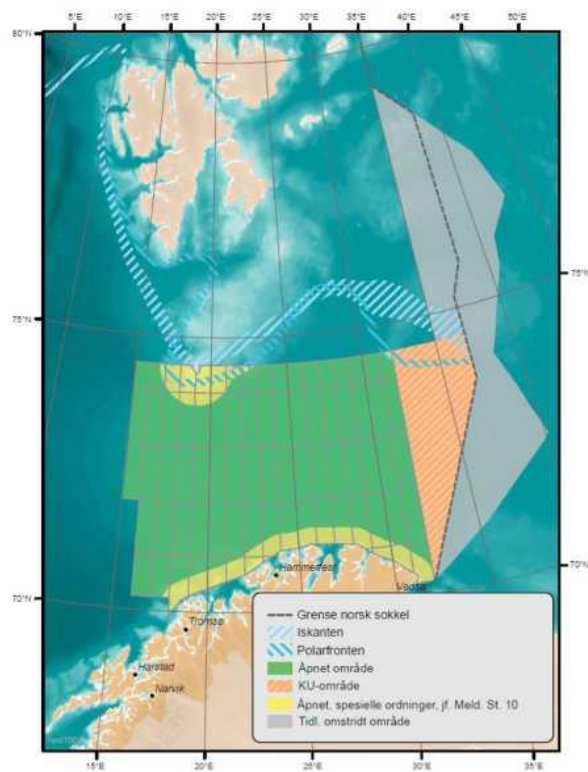 5°E 10°E 15°E 20°E 25°E 30°E 35°E 40°E 45°E 50°E
80°N
75°N
75°N
70°N
Hammerfest
Vadsø
Tromsø
Harstad
Narvik
Grense norsk sokkel
Iskanten
Polarfronten
Åpnet område
KU-område
Åpnet, spesielle ordninger, jf. Meld. St. 10
Tidl. omstridt område
15°E 20°E 25°E 30°E 35°E